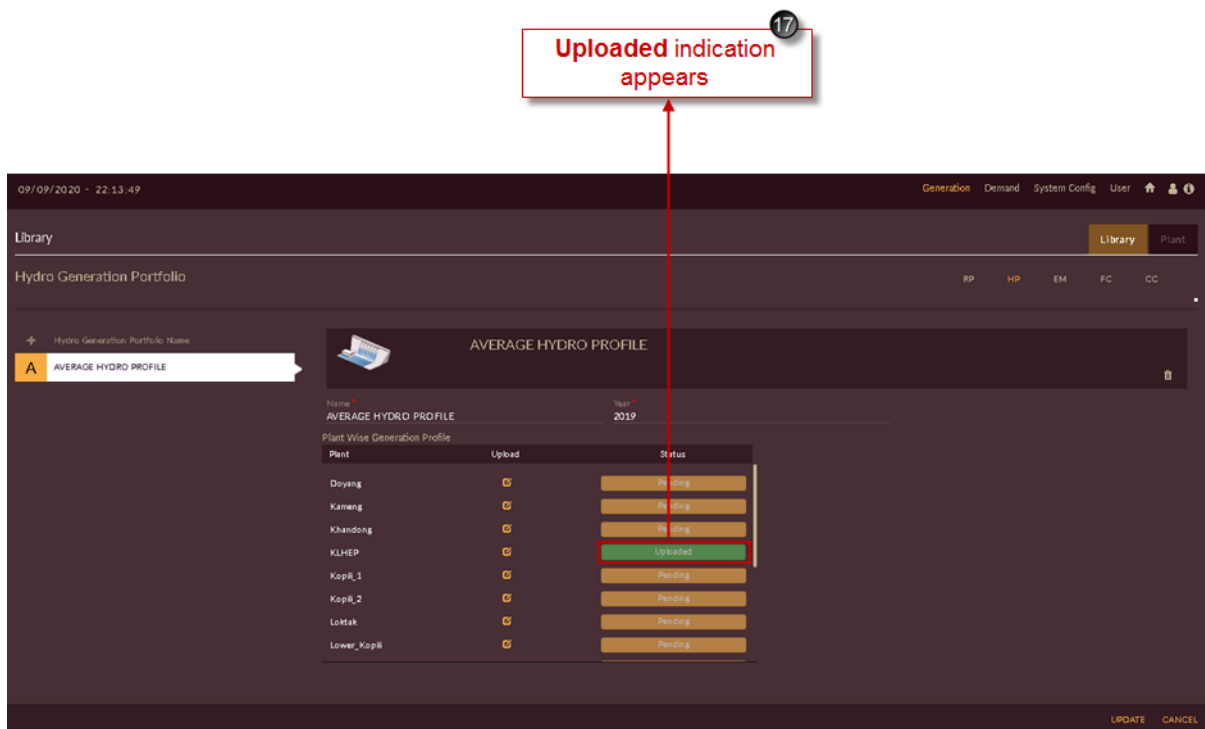 17
Uploaded indication
appears
09/09/2020 - 22:13:49
Generation Demand System Config User
Library
Library Plant
Hydro Generation Portfolio
RP HP EM FC CC
+ Hydro Generation Portfolio Name
A AVERAGE HYDRO PROFILE
AVERAGE HYDRO PROFILE
Name * Year *
AVERAGE HYDRO PROFILE 2019
Plant Wise Generation Profile
Plant Upload Status
Doyang Pending
Kameng Pending
Khandong Pending
KLHEP Uploaded
Kopili_1 Pending
Kopili_2 Pending
Loktak Pending
Lower_Kopili Pending
UPDATE CANCEL